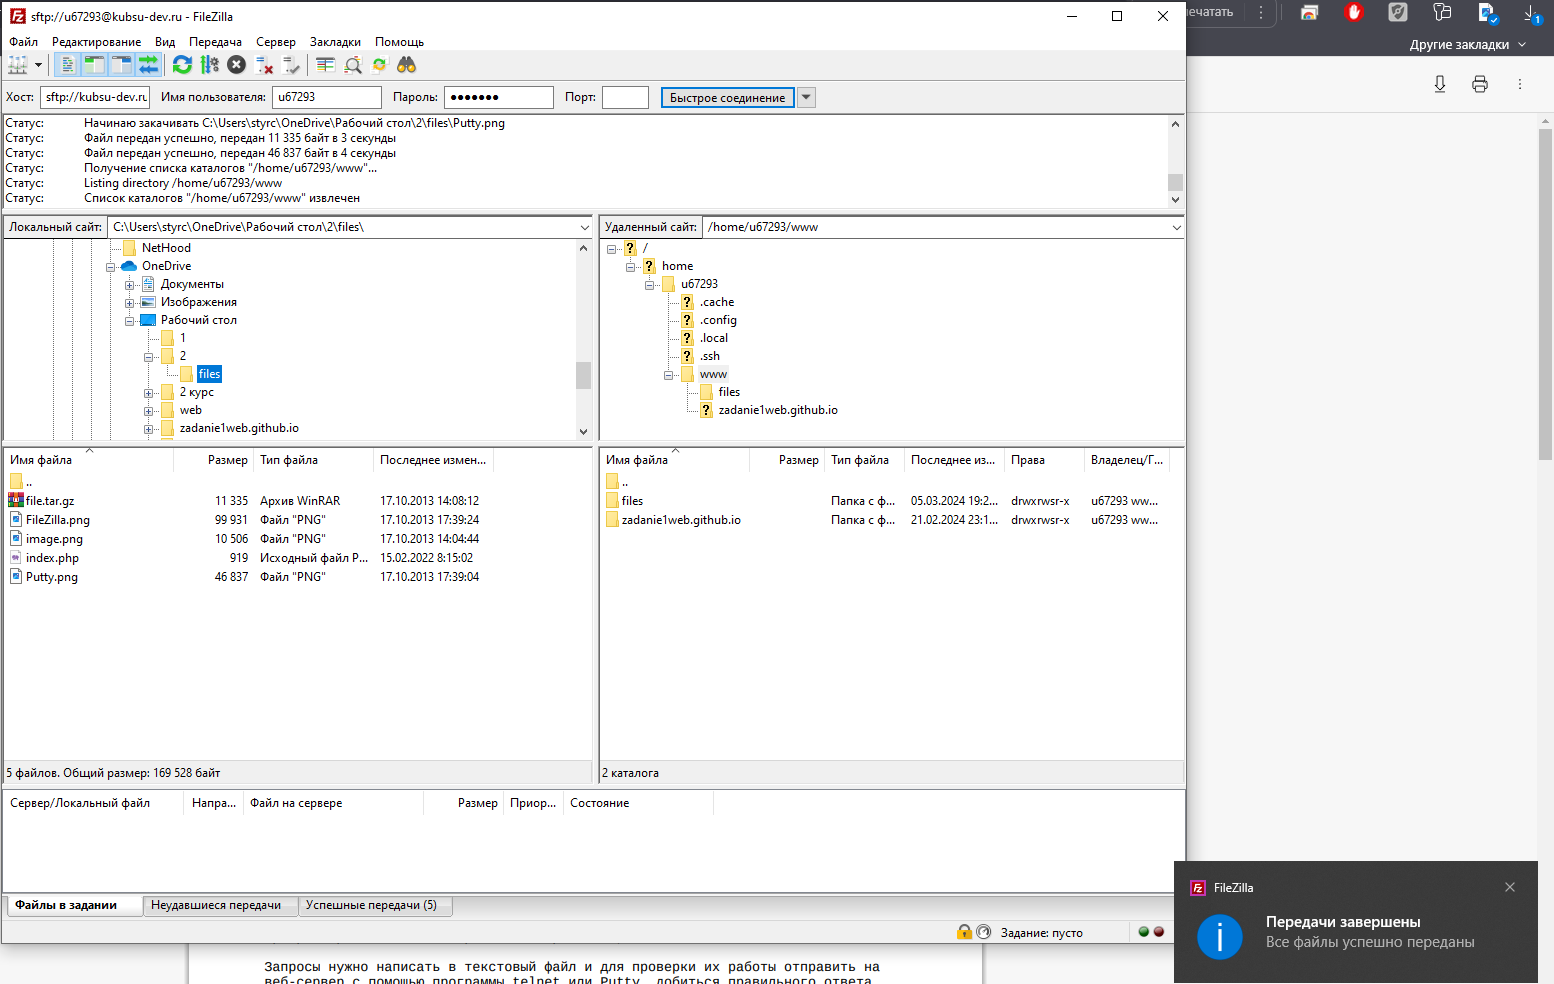 sftp://u67293@kubsu-dev.ru - FileZilla
Файл Редактирование Вид Передача Сервер Закладки Помощь
Другие закладки
Хост: sftp://kubsu-dev.ru Имя пользователя: u67293 Пароль: ●●●●●●● Порт: Быстрое соединение
Статус: Начинаю закачивать C:\Users\styrc\OneDrive\Рабочий стол\2\files\Putty.png
Статус: Файл передан успешно, передан 11 335 байт в 3 секунды
Статус: Файл передан успешно, передан 46 837 байт в 4 секунды
Статус: Получение списка каталогов "/home/u67293/www"...
Статус: Listing directory /home/u67293/www
Статус: Список каталогов "/home/u67293/www" извлечен
Локальный сайт: C:\Users\styrc\OneDrive\Рабочий стол\2\files\
NetHood
OneDrive
Документы
Изображения
Рабочий стол
1
2
files
2 курс
web
zadanie1web.github.io
Удаленный сайт: /home/u67293/www
/
home
u67293
.cache
.config
.local
.ssh
www
files
zadanie1web.github.io
Имя файла Размер Тип файла Последнее измен...
..
file.tar.gz 11 335 Архив WinRAR 17.10.2013 14:08:12
FileZilla.png 99 931 Файл "PNG" 17.10.2013 17:39:24
image.png 10 506 Файл "PNG" 17.10.2013 14:04:44
index.php 919 Исходный файл P... 15.02.2022 8:15:02
Putty.png 46 837 Файл "PNG" 17.10.2013 17:39:04
5 файлов. Общий размер: 169 528 байт
Имя файла Размер Тип файла Последнее из... Права Владелец/Г...
..
files Папка с ф... 05.03.2024 19:2... drwxrwsr-x u67293 ww...
zadanie1web.github.io Папка с ф... 21.02.2024 23:1... drwxrwsr-x u67293 ww...
2 каталога
Сервер/Локальный файл Напра... Файл на сервере Размер Приор... Состояние
Файлы в задании Неудавшиеся передачи Успешные передачи (5)
Задание: пусто
FileZilla
Передачи завершены
Все файлы успешно переданы
Запросы нужно написать в текстовый файл и для проверки их работы отправить на
веб-сервер с помощью программы telnet или Putty, добиться правильного ответа